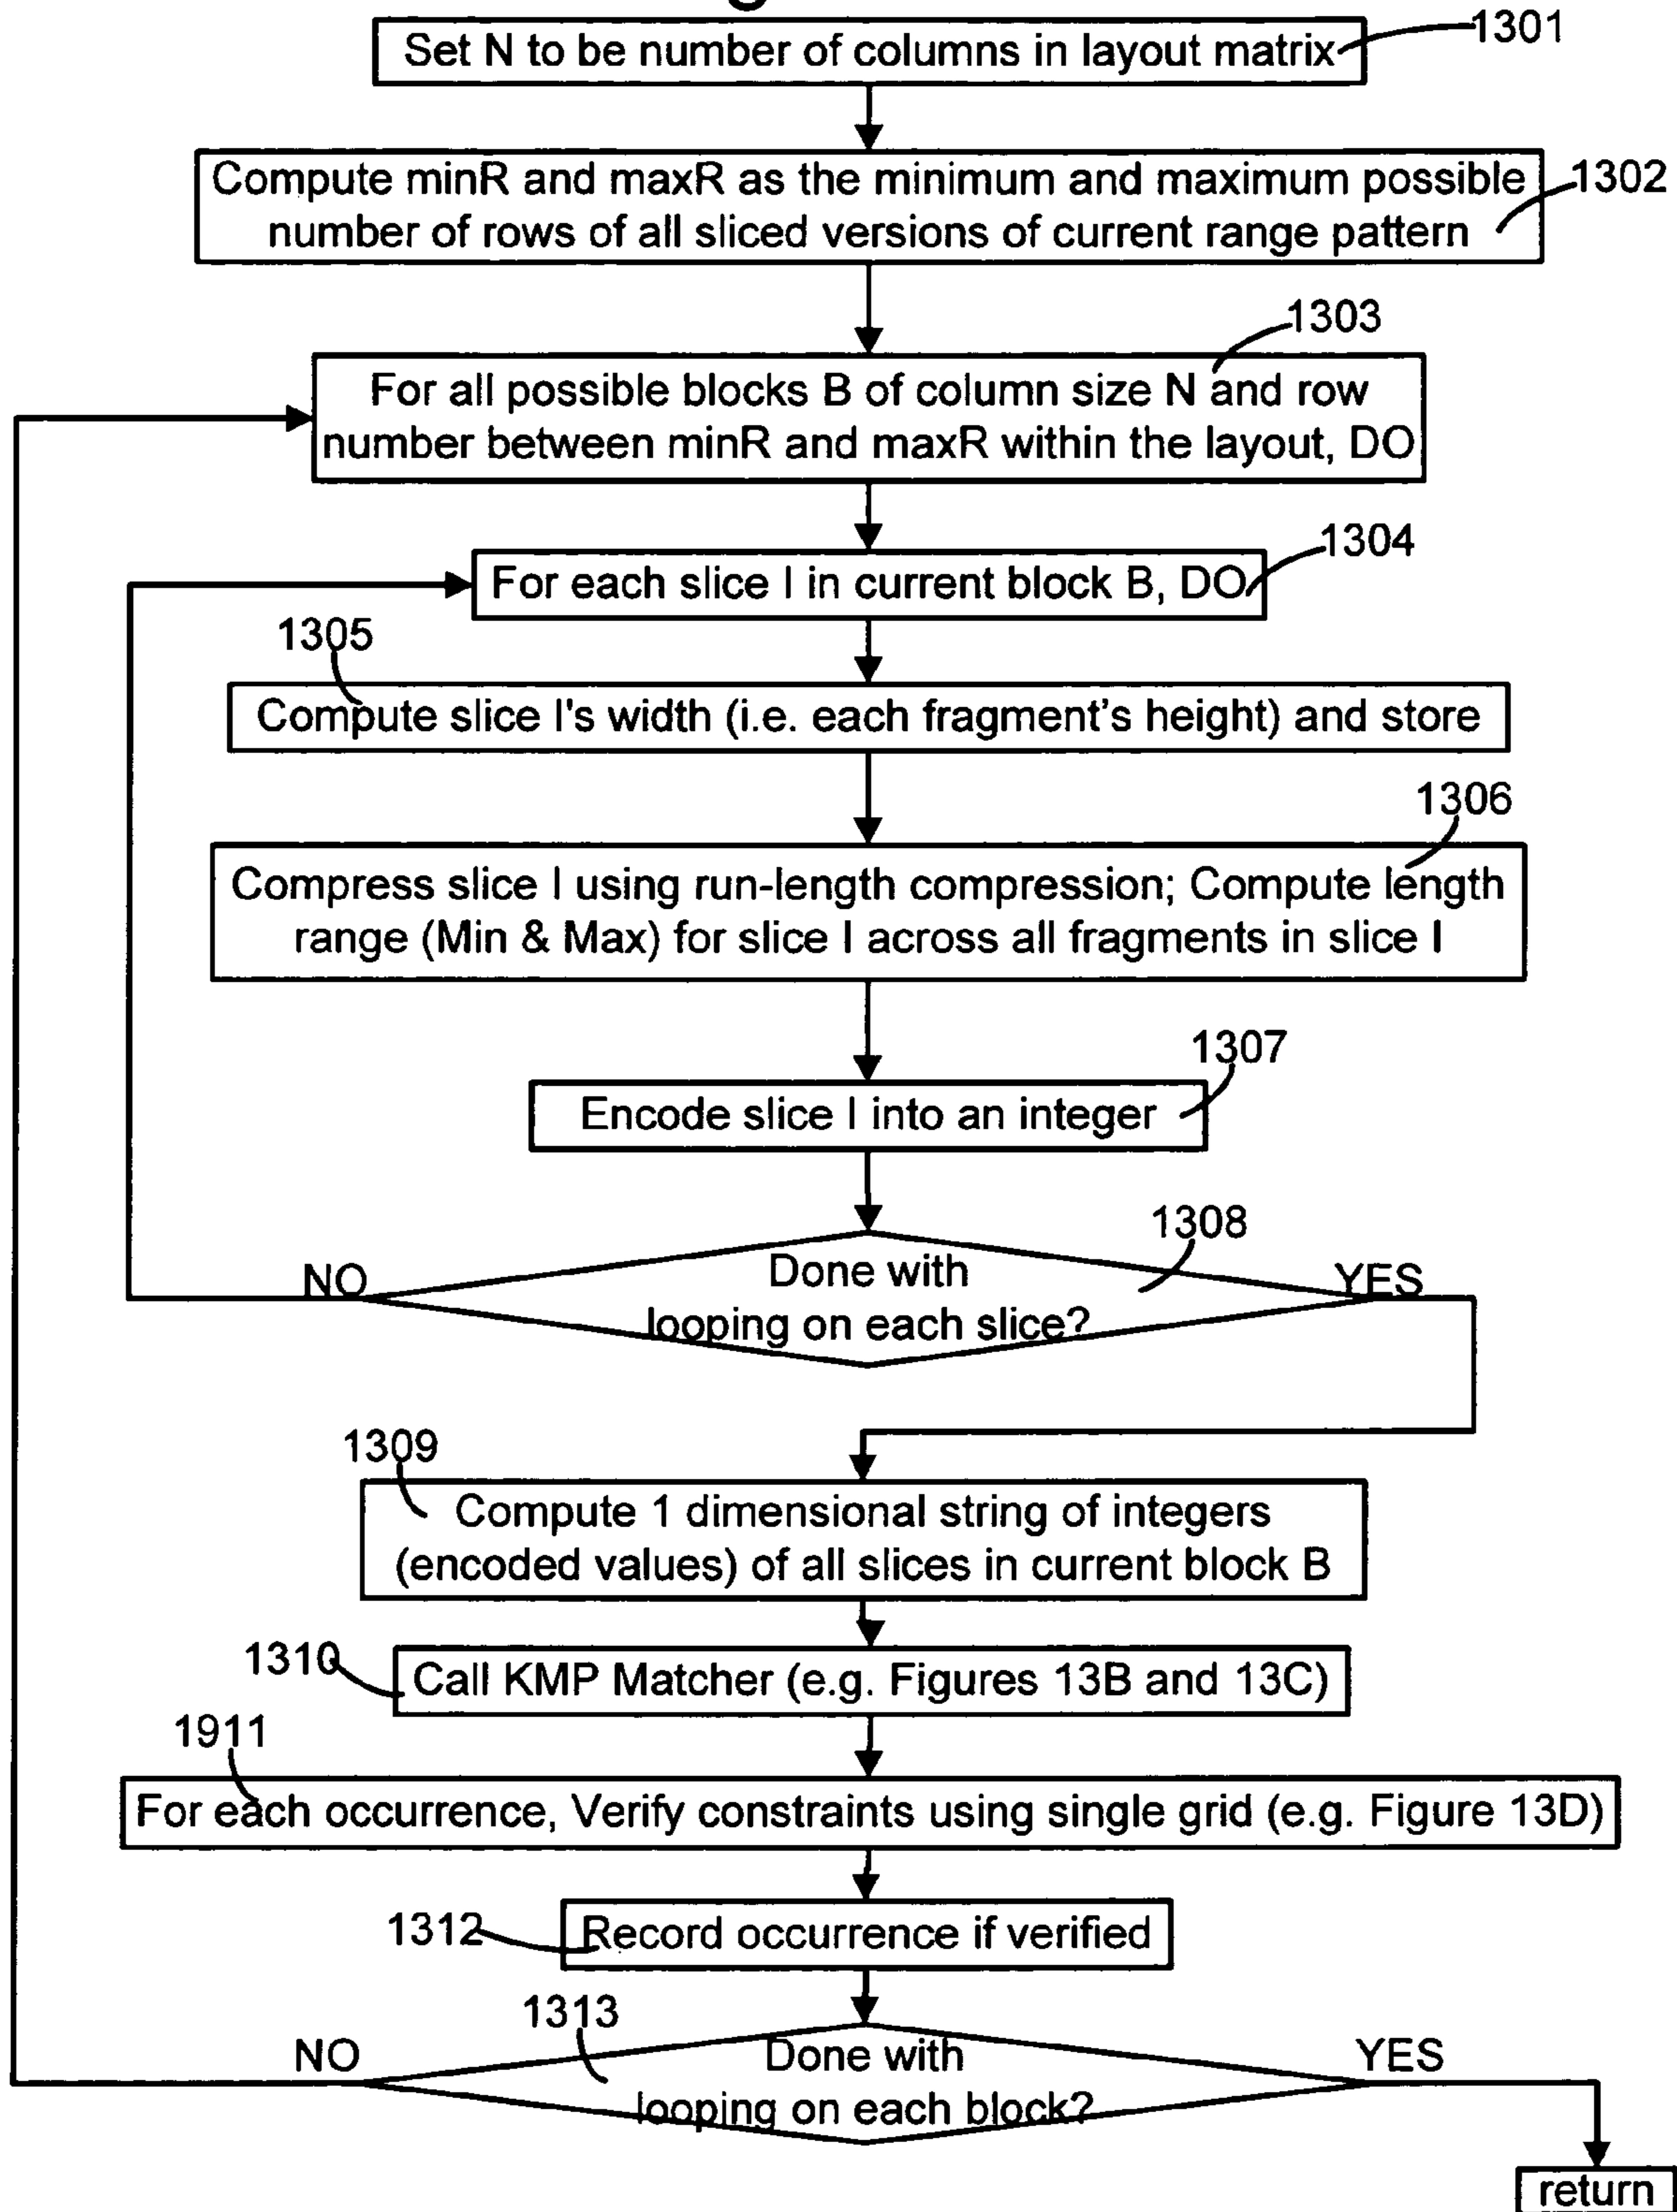 1301
Set N to be number of columns in layout matrix
1302
Compute minR and maxR as the minimum and maximum possible
number of rows of all sliced versions of current range pattern
1303
For all possible blocks B of column size N and row
number between minR and maxR within the layout, DO
1304
For each slice I in current block B, DO
1305
Compute slice I's width (i.e. each fragment's height) and store
1306
Compress slice I using run-length compression; Compute length
range (Min & Max) for slice I across all fragments in slice I
1307
Encode slice I into an integer
1308
NO
Done with
YES
looping on each slice?
1309
Compute 1 dimensional string of integers
(encoded values) of all slices in current block B
1310
Call KMP Matcher (e.g. Figures 13B and 13C)
1911
For each occurrence, Verify constraints using single grid (e.g. Figure 13D)
1312
Record occurrence if verified
1313
NO
Done with
YES
looping on each block?
return